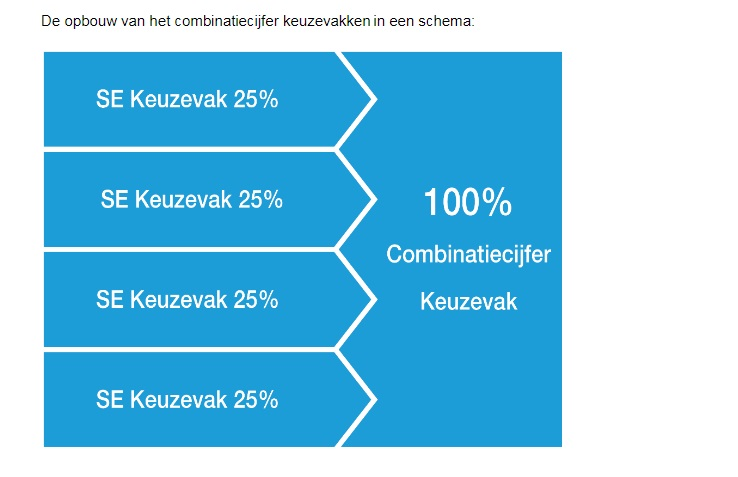 De opbouw van het combinatiecijfer keuzevakken in een schema:
SE Keuzevak 25%
SE Keuzevak 25%
SE Keuzevak 25%
SE Keuzevak 25%
100%
Combinatiecijfer
Keuzevak